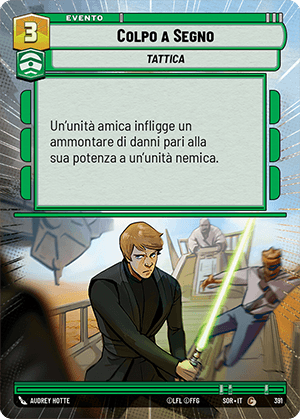 3
EVENTO
Colpo a Segno
TATTICA
Un'unità amica infligge un
ammontare di danni pari alla
sua potenza a un'unità nemica.
AUDREY HOTTE
©LFL ©FFG
SOR • IT
C
391